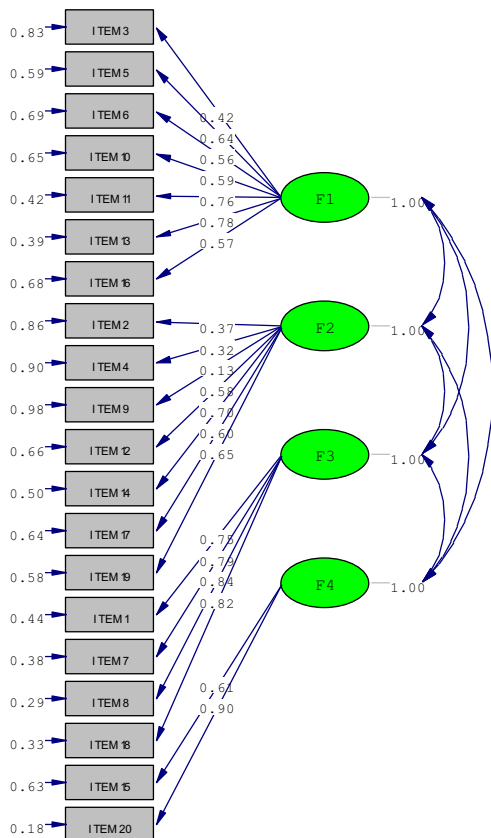 0.83 ITEM3
0.59 ITEM5
0.69 ITEM6
0.65 ITEM10
0.42 ITEM11
0.39 ITEM13
0.68 ITEM16
0.86 ITEM2
0.90 ITEM4
0.98 ITEM9
0.66 ITEM12
0.50 ITEM14
0.64 ITEM17
0.58 ITEM19
0.44 ITEM1
0.38 ITEM7
0.29 ITEM8
0.33 ITEM18
0.63 ITEM15
0.18 ITEM20
0.42
0.64
0.56
0.59
0.76
0.78
0.57
0.37
0.32
0.13
0.58
0.70
0.60
0.65
0.75
0.79
0.84
0.82
0.61
0.90
F1 1.00
F2 1.00
F3 1.00
F4 1.00